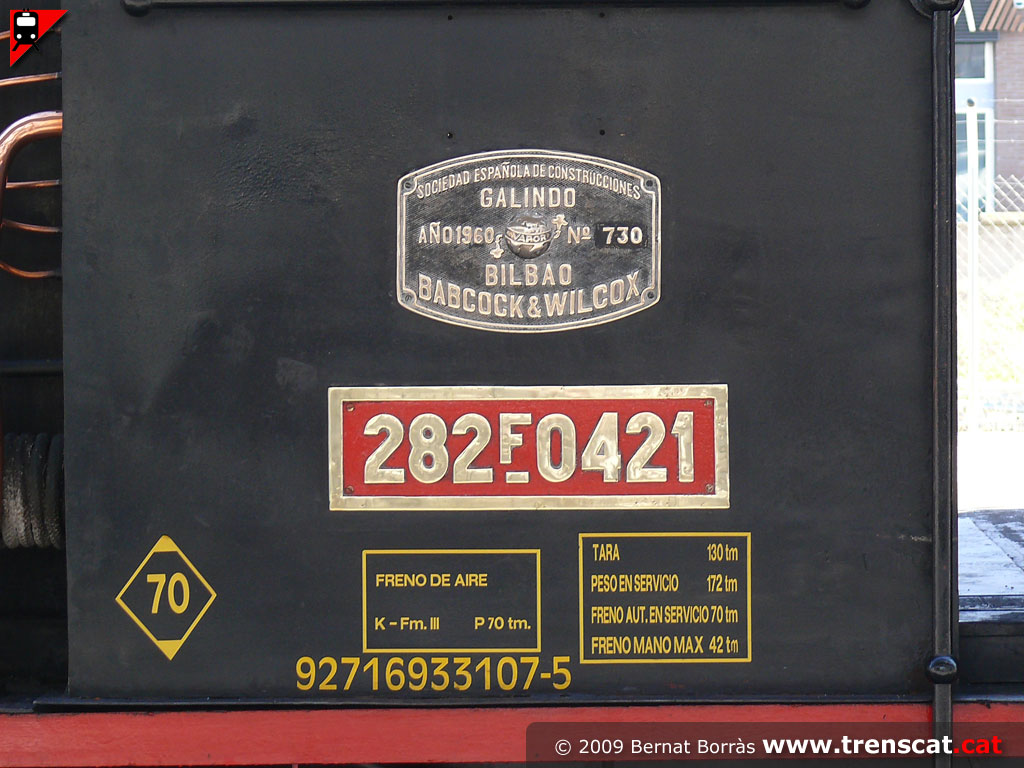 SOCIEDAD ESPAÑOLA DE CONSTRUCCIONES
GALINDO
AÑO 1960 VAPOR Nº 730
BILBAO
BABCOCK & WILCOX
282F0421
70
FRENO DE AIRE
K - Fm. III P 70 tm.
TARA 130 tm
PESO EN SERVICIO 172 tm
FRENO AUT. EN SERVICIO 70 tm
FRENO MANO MAX 42 tm
92716933107-5
© 2009 Bernat Borràs www.trenscat.cat